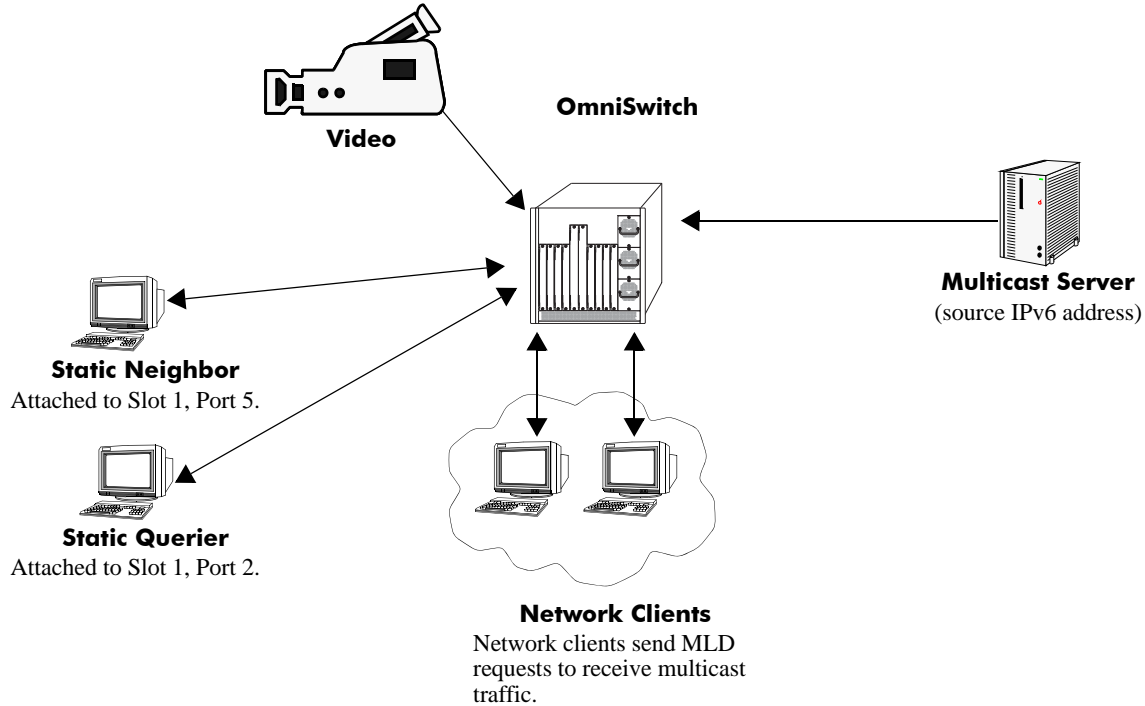 OmniSwitch
Video
Multicast Server
(source IPv6 address)
Static Neighbor
Attached to Slot 1, Port 5.
Static Querier
Attached to Slot 1, Port 2.
Network Clients
Network clients send MLD
requests to receive multicast
traffic.